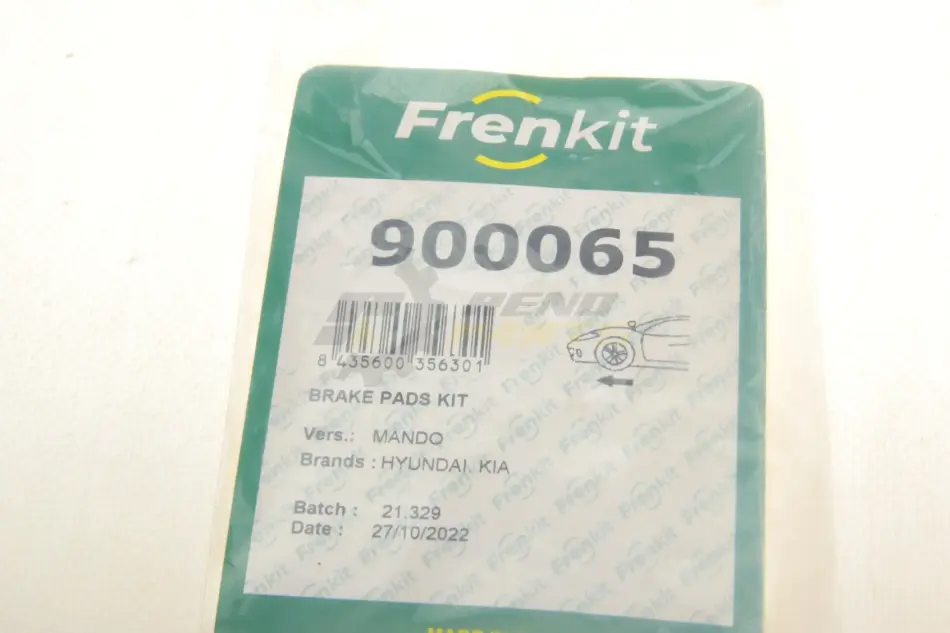 Frenkit
900065
8 435600 356301
BRAKE PADS KIT
Vers.: MANDO
Brands : HYUNDAI, KIA
Batch : 21.329
Date : 27/10/2022